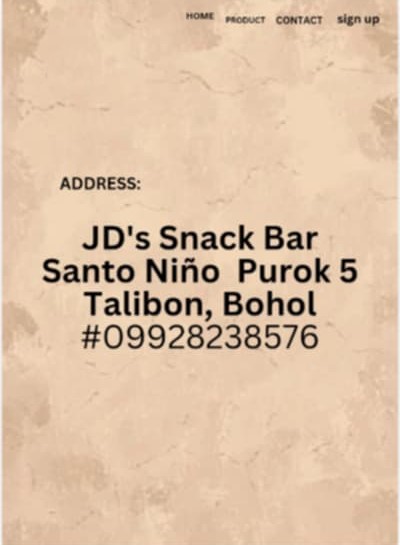 HOME PRODUCT CONTACT sign up
ADDRESS:
JD's Snack Bar
Santo Niño Purok 5
Talibon, Bohol
#09928238576